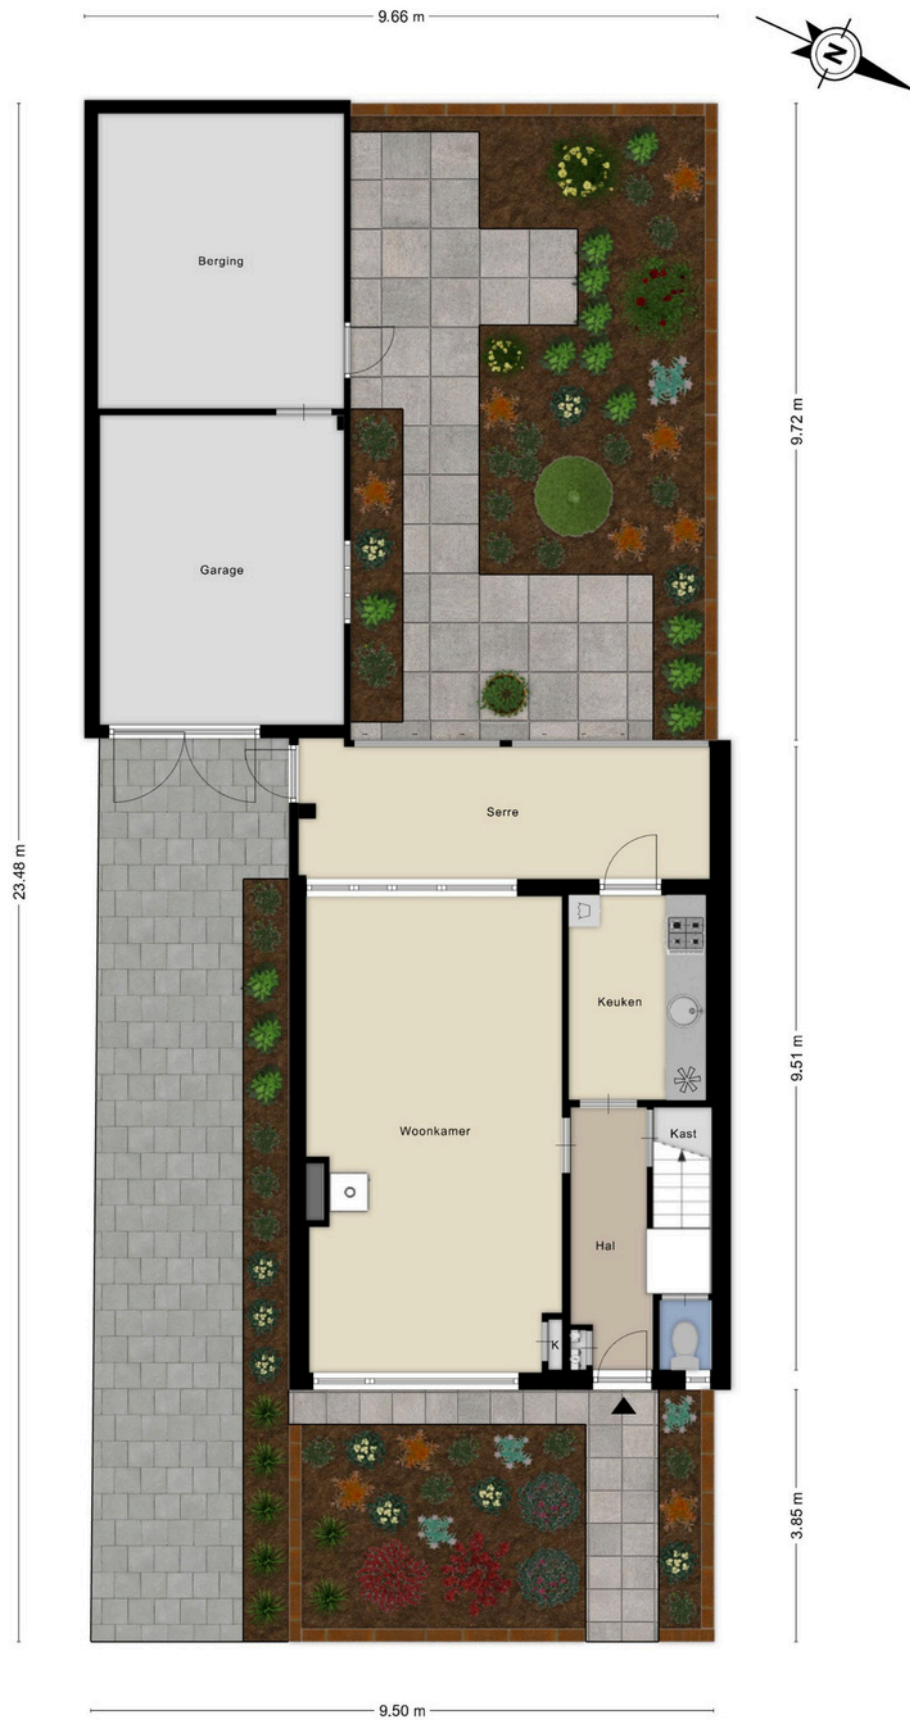 9.66 m
N
Berging
9.72 m
Garage
Serre
23.48 m
Keuken
9.51 m
Woonkamer
Kast
Hal
K
3.85 m
9.50 m